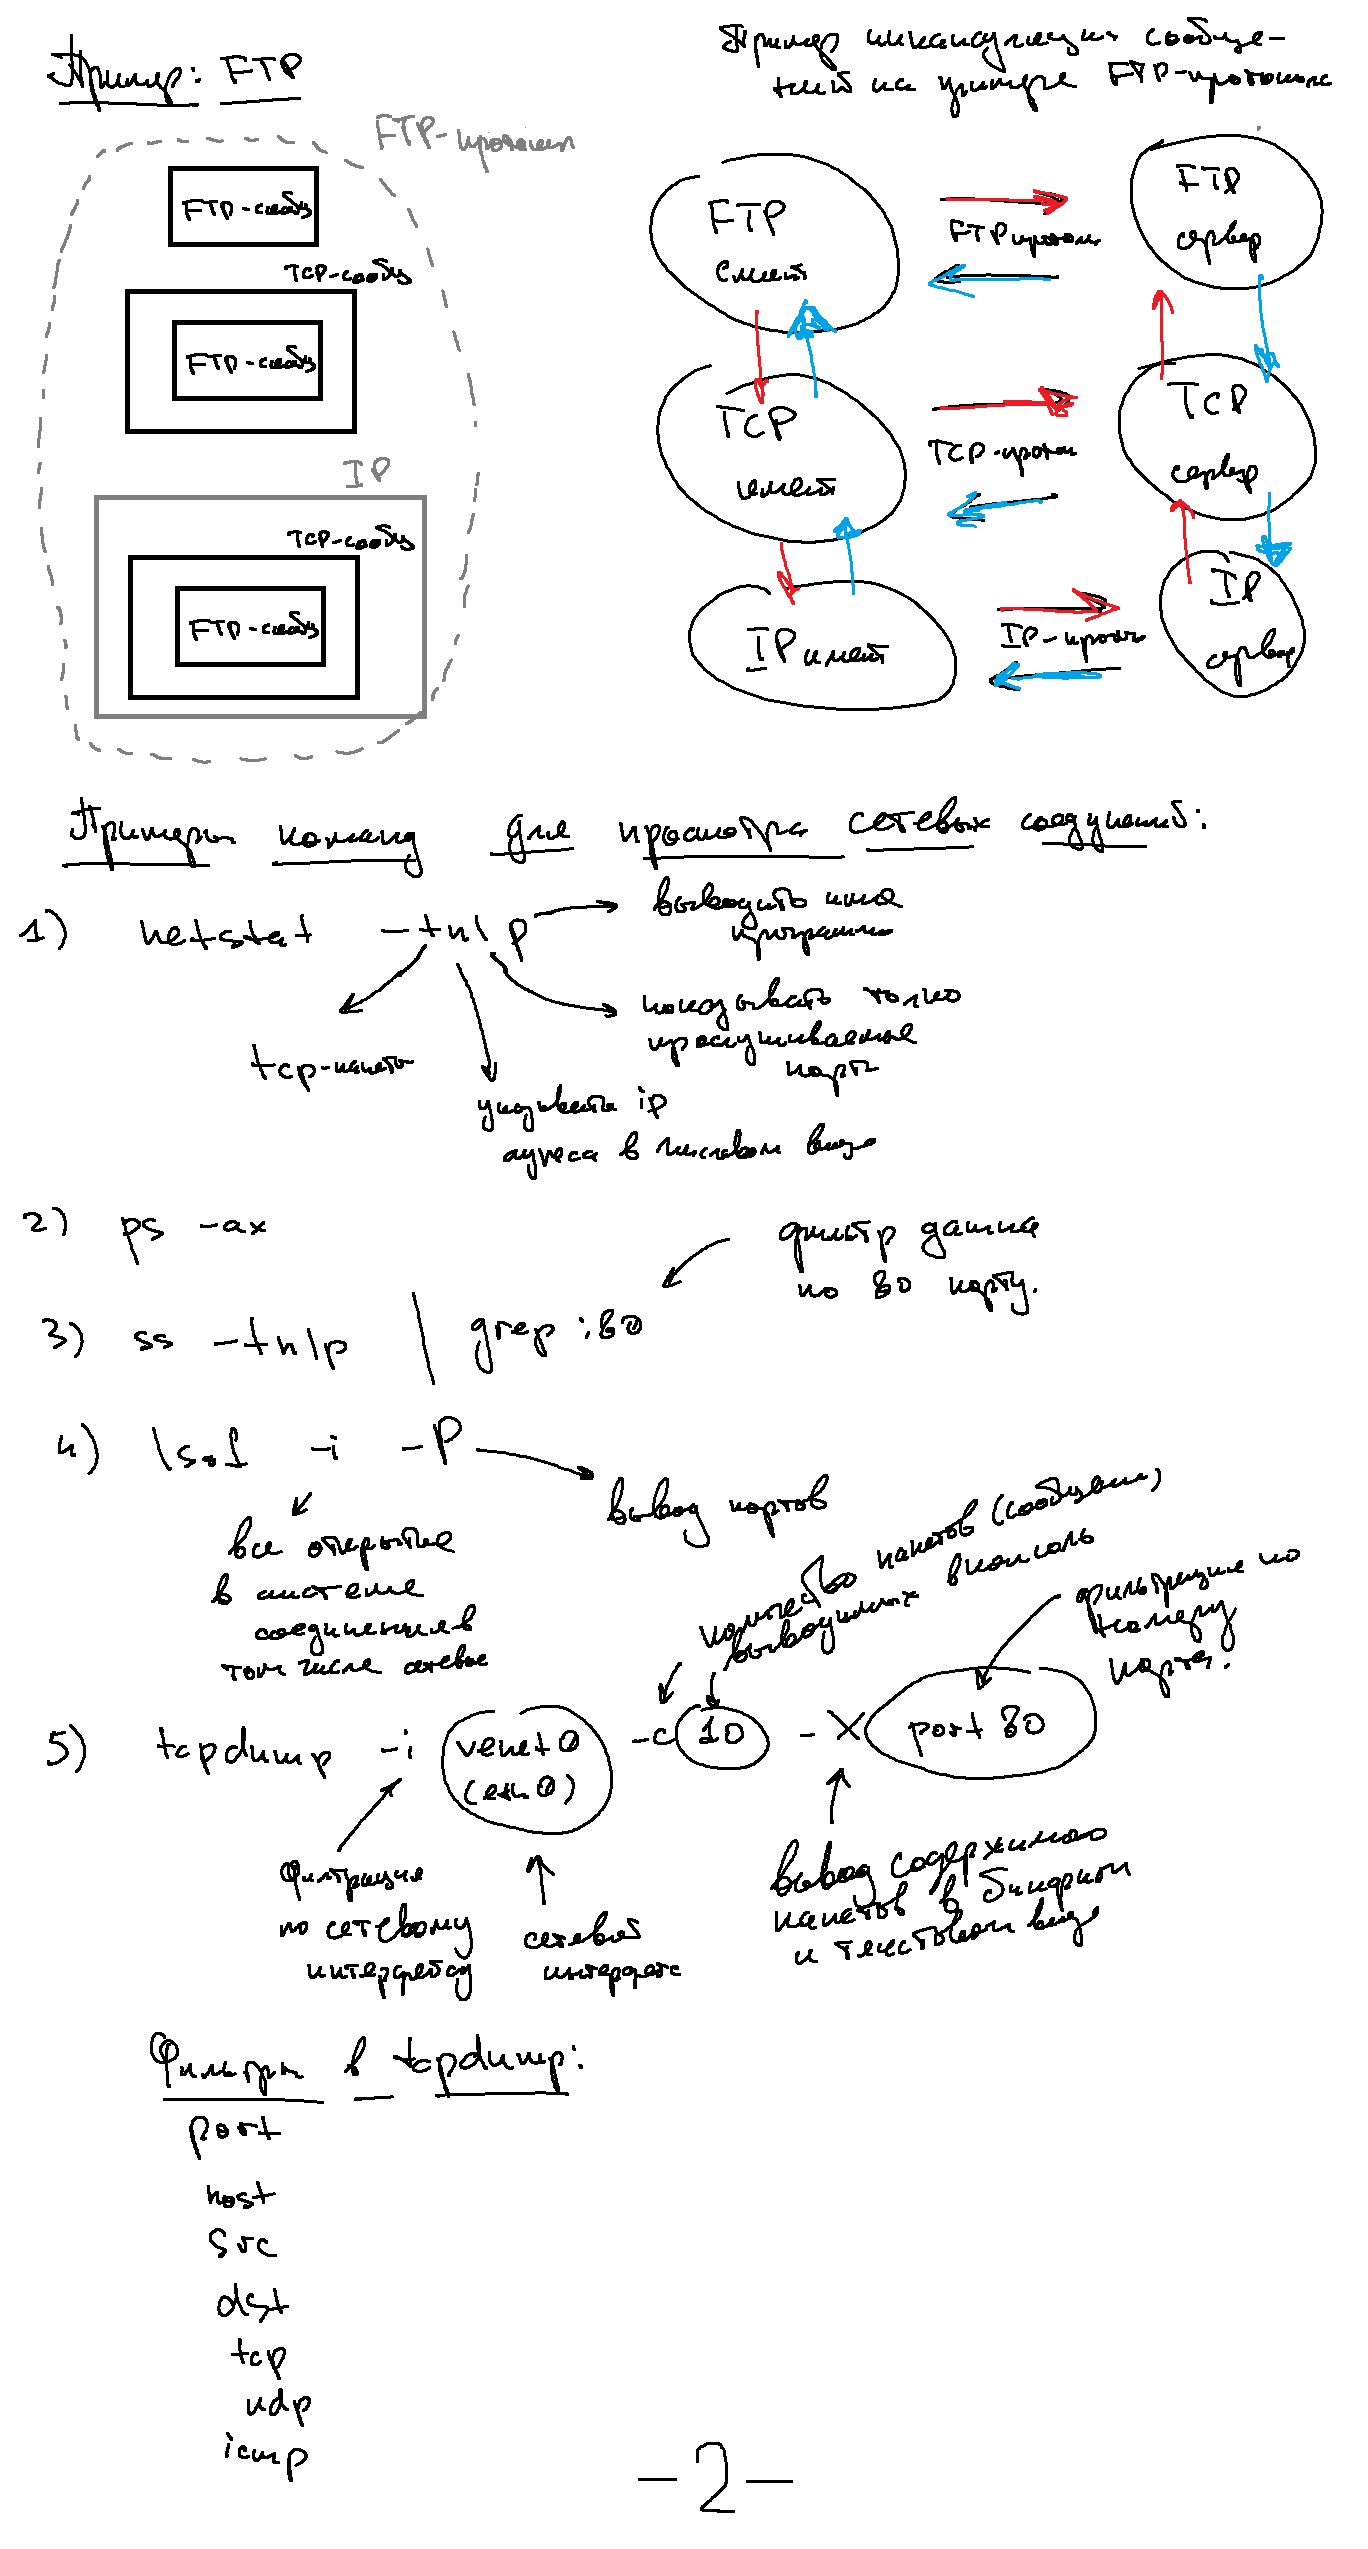 Пример: FTP
Пример инкапсуляции сообще-
ний на примере FTP-протокола
FTP-протокол
FTP-сообщ
TCP-сообщ
FTP-сообщ
IP
TCP-сообщ
FTP-сообщ
FTP
клиент
FTP протокол
FTP
сервер
TCP
клиент
TCP-проток
TCP
сервер
IP клиент
IP-проток
IP
сервер
Примеры команд для просмотра сетевых соединений:
1) netstat -tnlp
выводить имя
программы
показывать только
прослушиваемые
порты
tcp-пакеты
указывать ip
адреса в числовом виде
2) ps -ax
фильтр данных
по 80 порту.
3) ss -tnlp | grep :80
4) lsof -i -P
вывод портов
все открытые
в системе
соединения в
том числе сетевые
количество пакетов (сообщений)
выводимых в консоль
фильтрация по
номеру
порта.
5) tcpdump -i venet0 -c 10 -X port 80
(eth0)
Фильтрация
по сетевому
интерфейсу
сетевой
интерфейс
вывод содержимого
пакетов в бинарном
и текстовом виде
Фильтры в tcpdump:
port
host
src
dst
tcp
udp
icmp
-2-